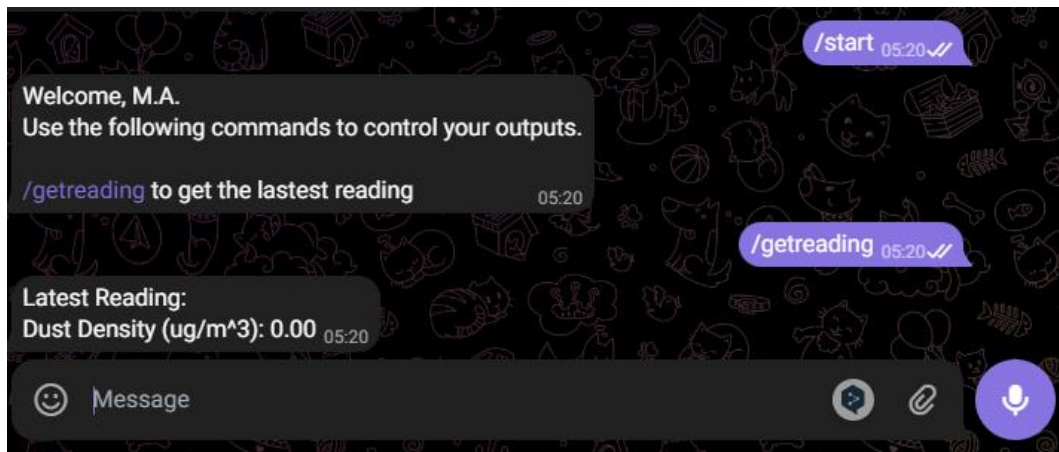 /start 05:20
Welcome, M.A.
Use the following commands to control your outputs.
/getreading to get the lastest reading 05:20
/getreading 05:20
Latest Reading:
Dust Density (ug/m^3): 0.00 05:20
Message